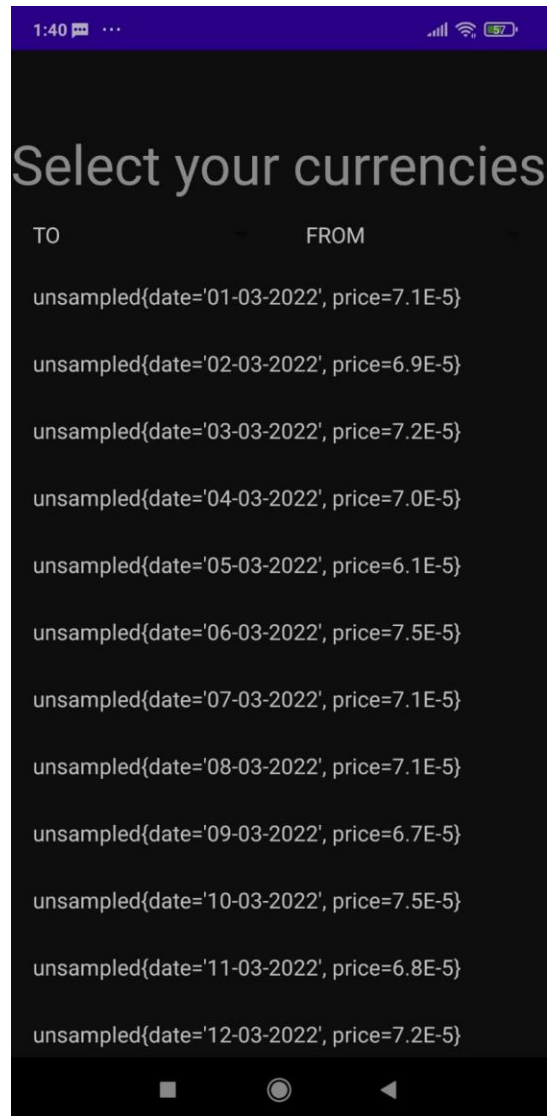 1:40 ... 57
Select your currencies
TO FROM
unsampled{date='01-03-2022', price=7.1E-5}
unsampled{date='02-03-2022', price=6.9E-5}
unsampled{date='03-03-2022', price=7.2E-5}
unsampled{date='04-03-2022', price=7.0E-5}
unsampled{date='05-03-2022', price=6.1E-5}
unsampled{date='06-03-2022', price=7.5E-5}
unsampled{date='07-03-2022', price=7.1E-5}
unsampled{date='08-03-2022', price=7.1E-5}
unsampled{date='09-03-2022', price=6.7E-5}
unsampled{date='10-03-2022', price=7.5E-5}
unsampled{date='11-03-2022', price=6.8E-5}
unsampled{date='12-03-2022', price=7.2E-5}